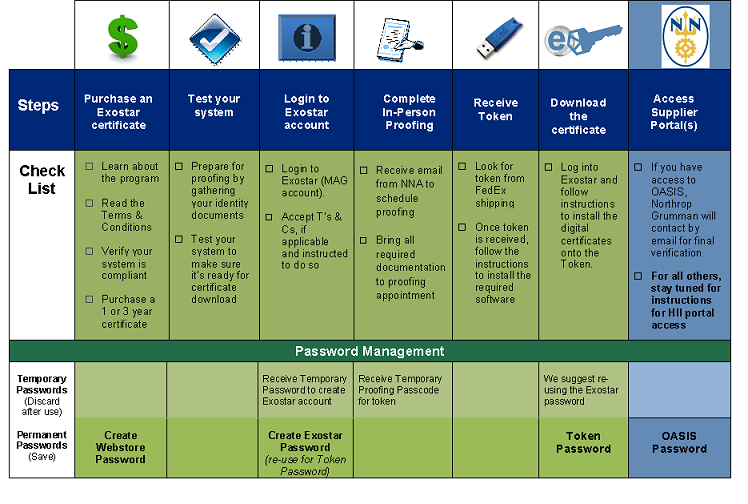 N N
i
e
Steps
Purchase an
Exostar
certificate
Test your
system
Login to
Exostar
account
Complete
In-Person
Proofing
Receive
Token
Download
the
certificate
Access
Supplier
Portal(s)
Check
List
Learn about
the program
Read the
Terms &
Conditions
Verify your
system is
compliant
Purchase a
1 or 3 year
certificate
Prepare for
proofing by
gathering
your identity
documents
Test your
system to
make sure
it's ready for
certificate
download
Login to
Exostar (MAG
account).
Accept T's &
Cs, if
applicable
and instructed
to do so
Receive email
from NNA to
schedule
proofing
Bring all
required
documentation
to proofing
appointment
Look for
token from
FedEx
shipping
Once token
is received,
follow the
instructions
to install the
required
software
Log into
Exostar and
follow
instructions
to install the
digital
certificates
onto the
Token.
If you have
access to
OASIS,
Northrop
Grumman will
contact by
email for final
verification
For all others,
stay tuned for
instructions
for HII portal
access
Password Management
Temporary
Passwords
(Discard
after use)
Receive Temporary
Password to create
Exostar account
Receive Temporary
Proofing Passcode
for token
We suggest re-
using the Exostar
password
Permanent
Passwords
(Save)
Create
Webstore
Password
Create Exostar
Password
(re-use for Token
Password)
Token
Password
OASIS
Password